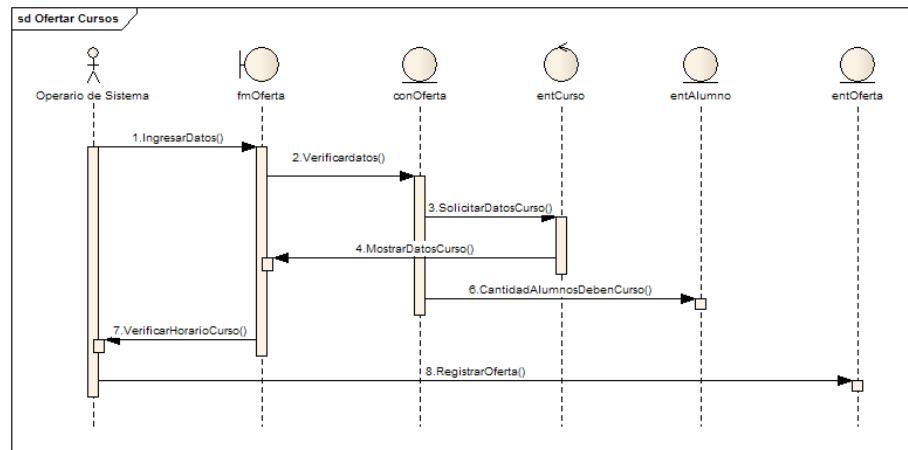 sd Ofertar Cursos
Operario de Sistema
fmOferta
conOferta
entCurso
entAlumno
entOferta
1.IngresarDatos()
2.Verificardatos()
3.SolicitarDatosCurso()
4.MostrarDatosCurso()
6.CantidadAlumnosDebenCurso()
7.VerificarHorarioCurso()
8.RegistrarOferta()